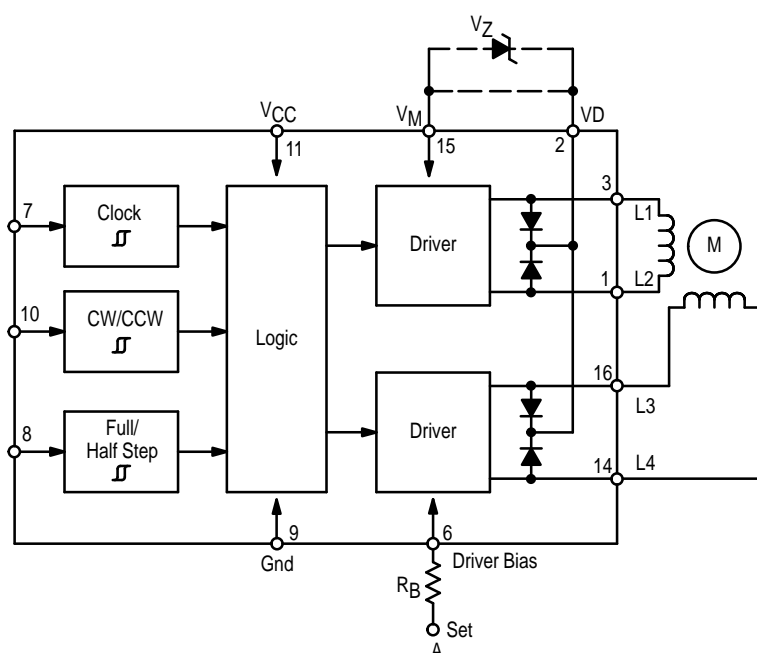 VZ
VCC
VM
VD
11
15
2
7
Clock
3
L1
Driver
M
10
CW/CCW
Logic
1
L2
8
Full/
Half Step
16
L3
Driver
14
L4
9
6
Gnd
Driver Bias
RB
Set
A